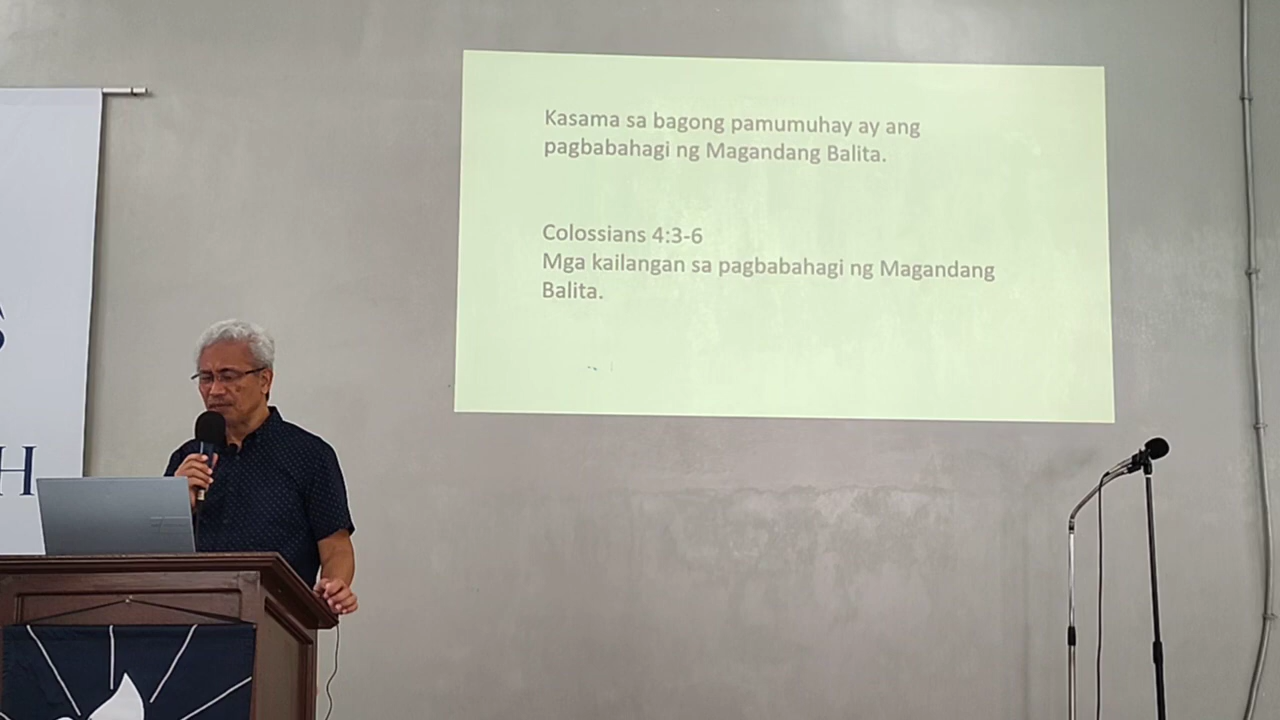 Kasama sa bagong pamumuhay ay ang
pagbabahagi ng Magandang Balita.
Colossians 4:3-6
Mga kailangan sa pagbabahagi ng Magandang
Balita.
S
H